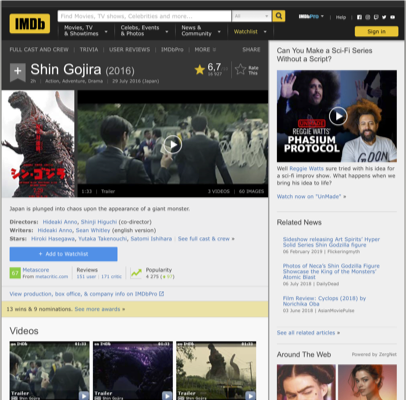 IMDb
Find Movies, TV shows, Celebrities and more...
All
IMDbPro
Help
Movies, TV
& Showtimes
Celebs, Events
& Photos
News &
Community
Watchlist
Sign in
FULL CAST AND CREW | TRIVIA | USER REVIEWS | IMDbPro | MORE
SHARE
Shin Gojira (2016)
2h | Action, Adventure, Drama | 29 July 2016 (Japan)
6,7
Rate
This
シン・ゴジラ
1:33 | Trailer
3 VIDEOS | 60 IMAGES
Japan is plunged into chaos upon the appearance of a giant monster.
Directors: Hideaki Anno, Shinji Higuchi (co-director)
Writers: Hideaki Anno, Sean Whitley (english version)
Stars: Hiroki Hasegawa, Yutaka Takenouchi, Satomi Ishihara | See full cast & crew »
+ Add to Watchlist
67
Metascore
From metacritic.com
Reviews
151 user | 171 critic
Popularity
View production, box office, & company info on IMDbPro
13 wins & 9 nominations. See more awards »
Videos
Trailer
Trailer
Trailer
Can You Make a Sci-Fi Series
Without a Script?
REGGIE WATTS'
PHASIUM
PROTOCOL
Well Reggie Watts sure tried with his idea for
a sci-fi improv show. What happens when we
bring his idea to life?
Watch now on "UnMade" »
Related News
Sideshow releasing Art Spirits' Hyper
Solid Series Shin Godzilla figure
06 February 2019 | Flickeringmyth
Photos of Neca's Shin Godzilla Figure
Showcase the King of the Monsters'
Atomic Blast
06 July 2018 | DailyDead
Film Review: Cyclops (2018) by
Norichika Oba
03 June 2018 | AsianMoviePulse
See all related articles »
Around The Web
Powered by ZergNet